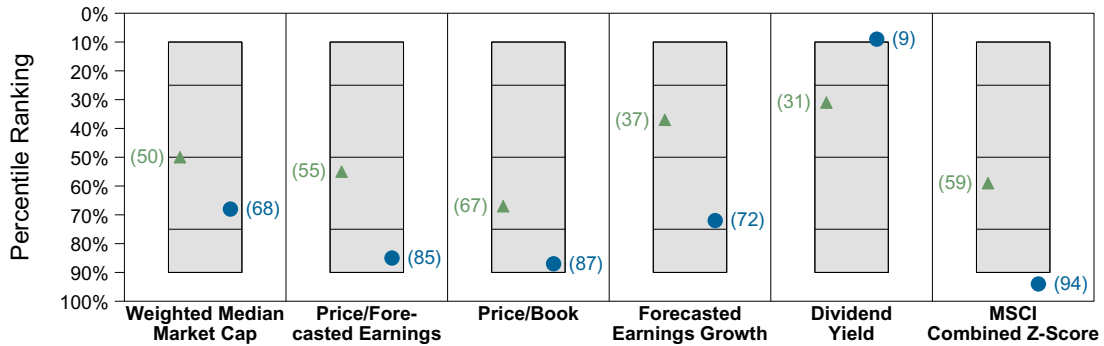 Percentile Ranking
0%
10%
20%
30%
40%
50%
60%
70%
80%
90%
100%
(50)
(68)
(55)
(85)
(67)
(87)
(37)
(72)
(31)
(9)
(59)
(94)
Weighted Median
Market Cap
Price/Fore-
casted Earnings
Price/Book
Forecasted
Earnings Growth
Dividend
Yield
MSCI
Combined Z-Score